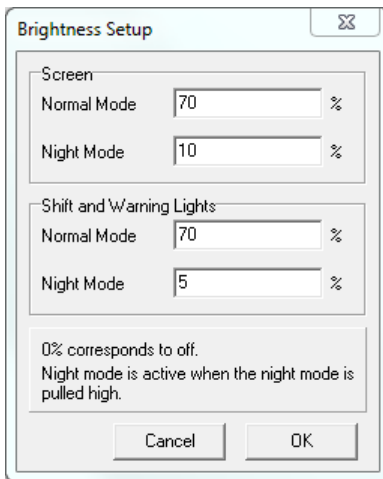 Brightness Setup
Screen
Normal Mode 70 %
Night Mode 10 %
Shift and Warning Lights
Normal Mode 70 %
Night Mode 5 %
0% corresponds to off.
Night mode is active when the night mode is
pulled high.
Cancel OK